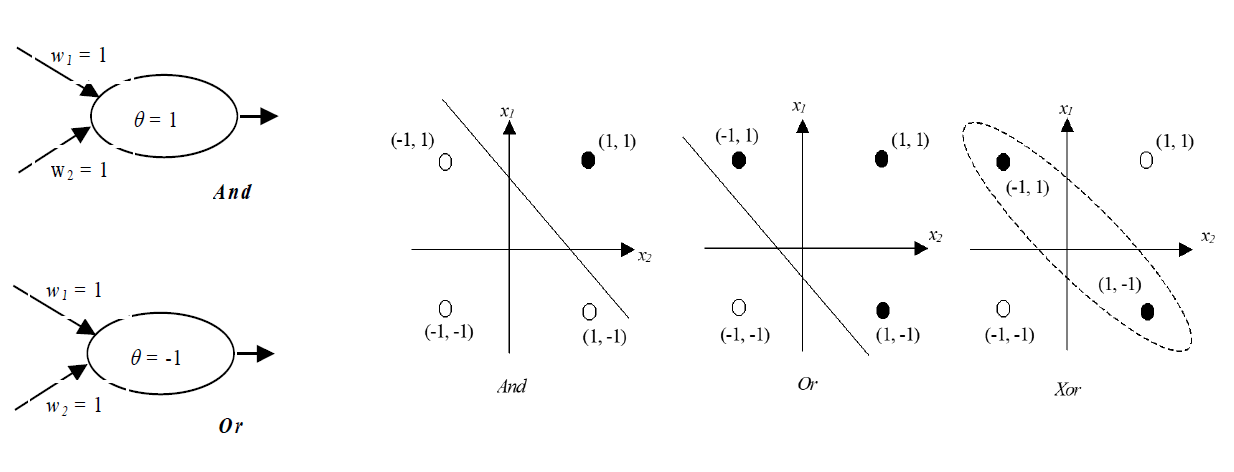 w₁ = 1
θ = 1
w₂ = 1
And
w₁ = 1
θ = -1
w₂ = 1
Or
x₁
(-1, 1)
(1, 1)
x₂
(-1, -1)
(1, -1)
And
x₁
(-1, 1)
(1, 1)
x₂
(-1, -1)
(1, -1)
Or
x₁
(1, 1)
(-1, 1)
x₂
(1, -1)
(-1, -1)
Xor